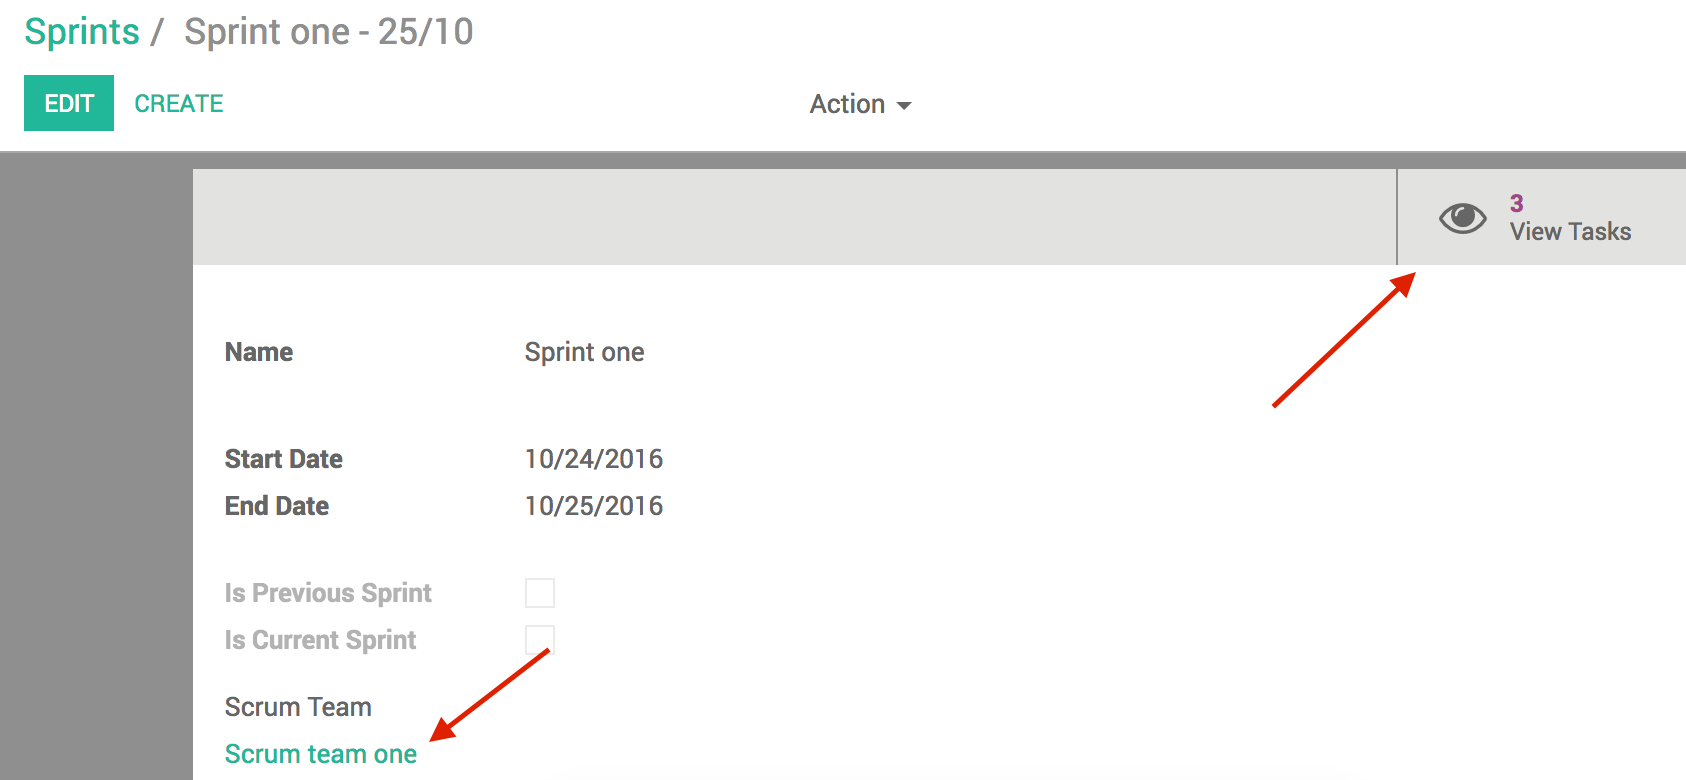 Sprints / Sprint one - 25/10
EDIT CREATE Action
3
View Tasks
Name Sprint one
Start Date 10/24/2016
End Date 10/25/2016
Is Previous Sprint
Is Current Sprint
Scrum Team
Scrum team one